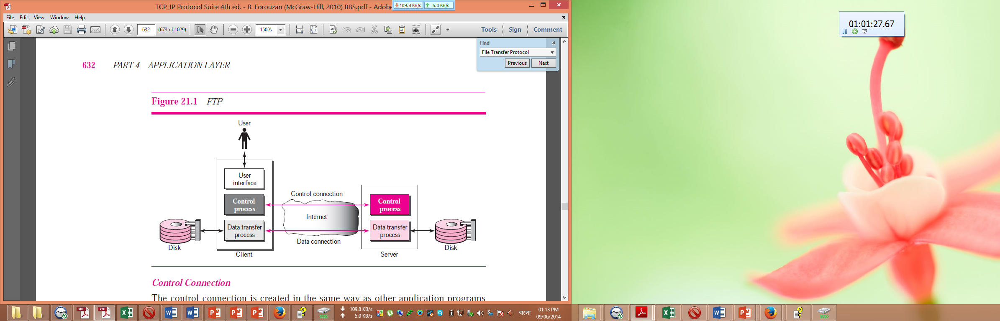 TCP_IP Protocol Suite 4th ed. - B. Forouzan (McGraw-Hill, 2010) BBS.pdf - Adobe
109.8 KB/s 5.0 KB/s
File Edit View Window Help
632 (673 of 1029) 150% Tools Sign Comment
Find
File Transfer Protocol
Previous Next
632 PART 4 APPLICATION LAYER
Figure 21.1 FTP
User
User
interface
Control connection
Control
process
Control
process
Internet
Data transfer
process
Data transfer
process
Data connection
Disk
Disk
Client
Server
Control Connection
The control connection is created in the same way as other application programs
109.8 KB/s
5.0 KB/s
বাংলা
01:13 PM
09/06/2014
01:01:27.67